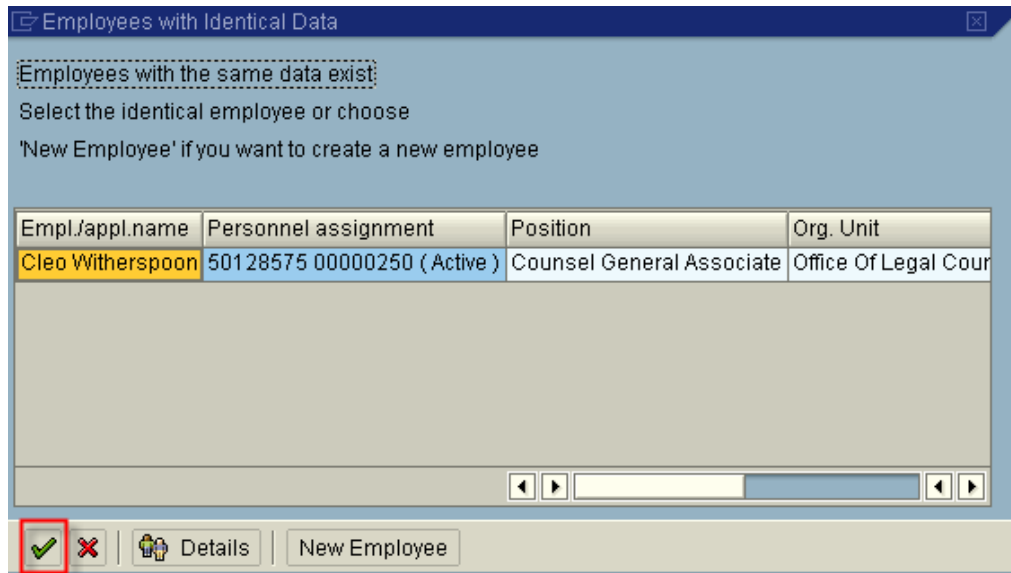 Employees with Identical Data
Employees with the same data exist
Select the identical employee or choose
'New Employee' if you want to create a new employee
Empl./appl.name Personnel assignment Position Org. Unit
Cleo Witherspoon 50128575 00000250 ( Active ) Counsel General Associate Office Of Legal Coun
Details New Employee